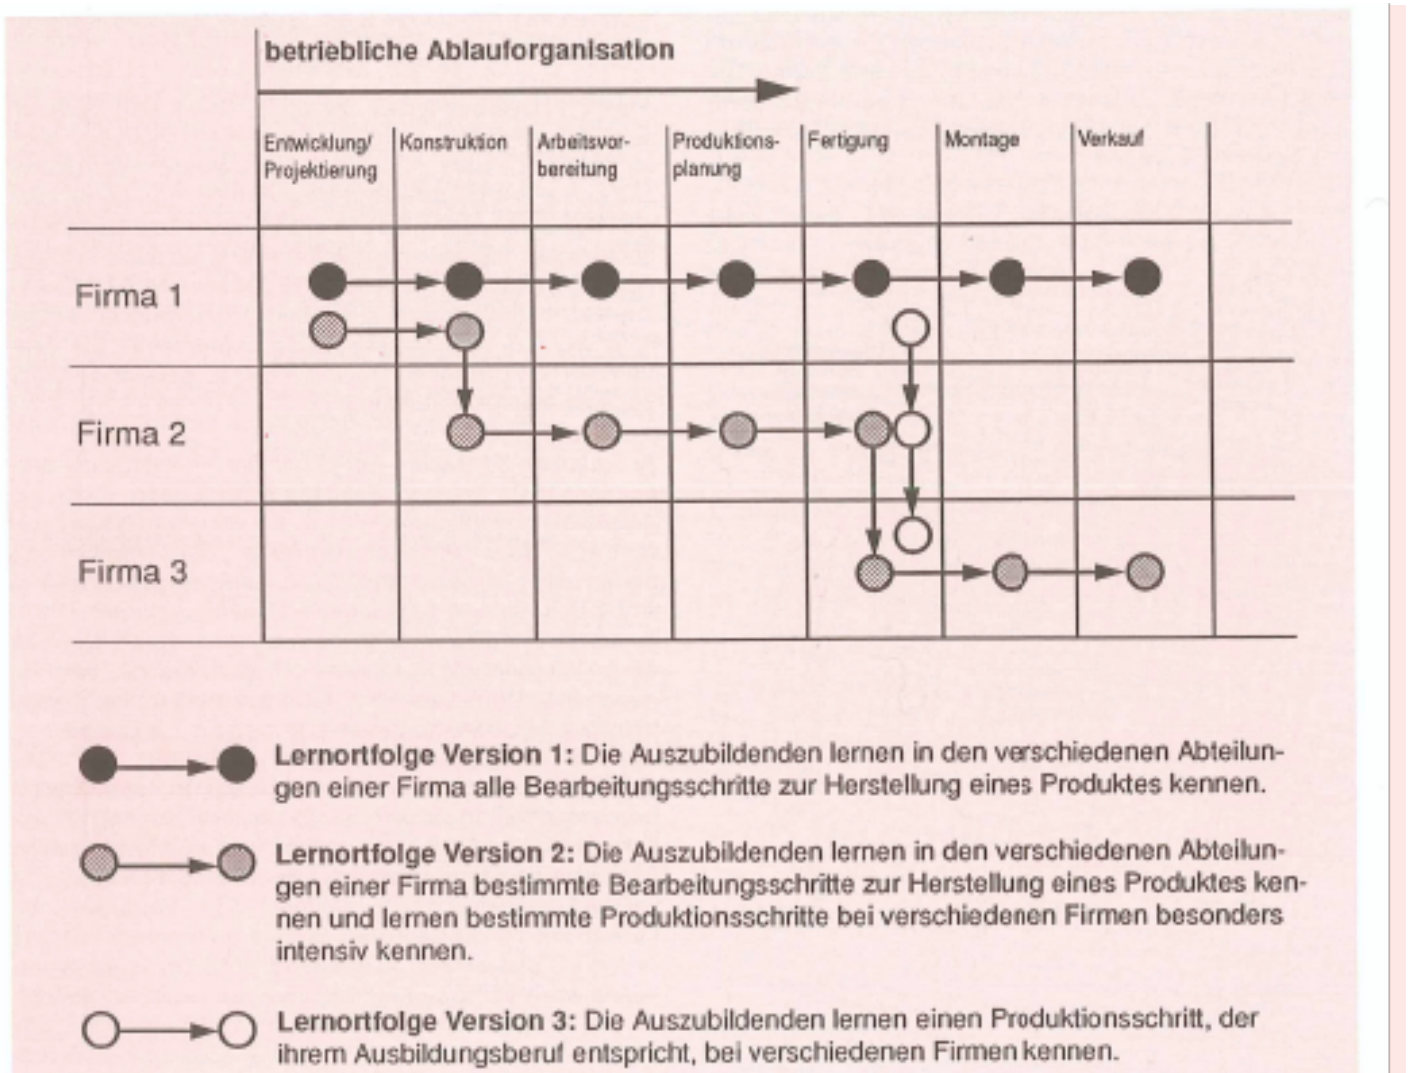 betriebliche Ablauforganisation
Entwicklung/
Projektierung
Konstruktion
Arbeitsvor-
bereitung
Produktions-
planung
Fertigung
Montage
Verkauf
Firma 1
Firma 2
Firma 3
Lernortfolge Version 1: Die Auszubildenden lernen in den verschiedenen Abteilun-
gen einer Firma alle Bearbeitungsschritte zur Herstellung eines Produktes kennen.
Lernortfolge Version 2: Die Auszubildenden lernen in den verschiedenen Abteilun-
gen einer Firma bestimmte Bearbeitungsschritte zur Herstellung eines Produktes ken-
nen und lernen bestimmte Produktionsschritte bei verschiedenen Firmen besonders
intensiv kennen.
Lernortfolge Version 3: Die Auszubildenden lernen einen Produktionsschritt, der
ihrem Ausbildungsberuf entspricht, bei verschiedenen Firmen kennen.